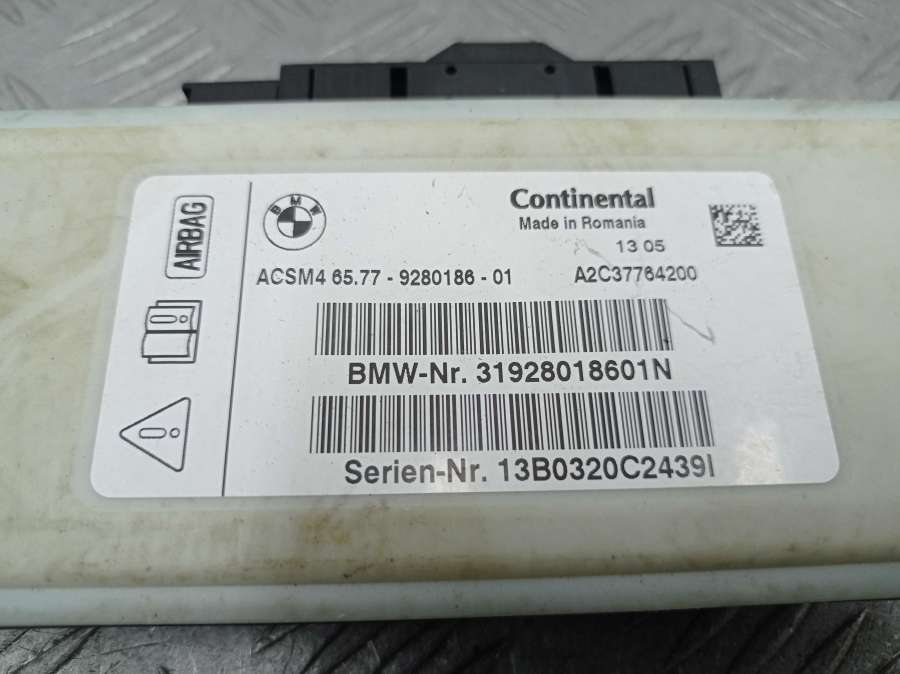 AIRBAG
BMW
Continental
Made in Romania
13 05
ACSM4 65.77 - 9280186 - 01
A2C37764200
BMW-Nr. 31928018601N
Serien-Nr. 13B0320C2439I